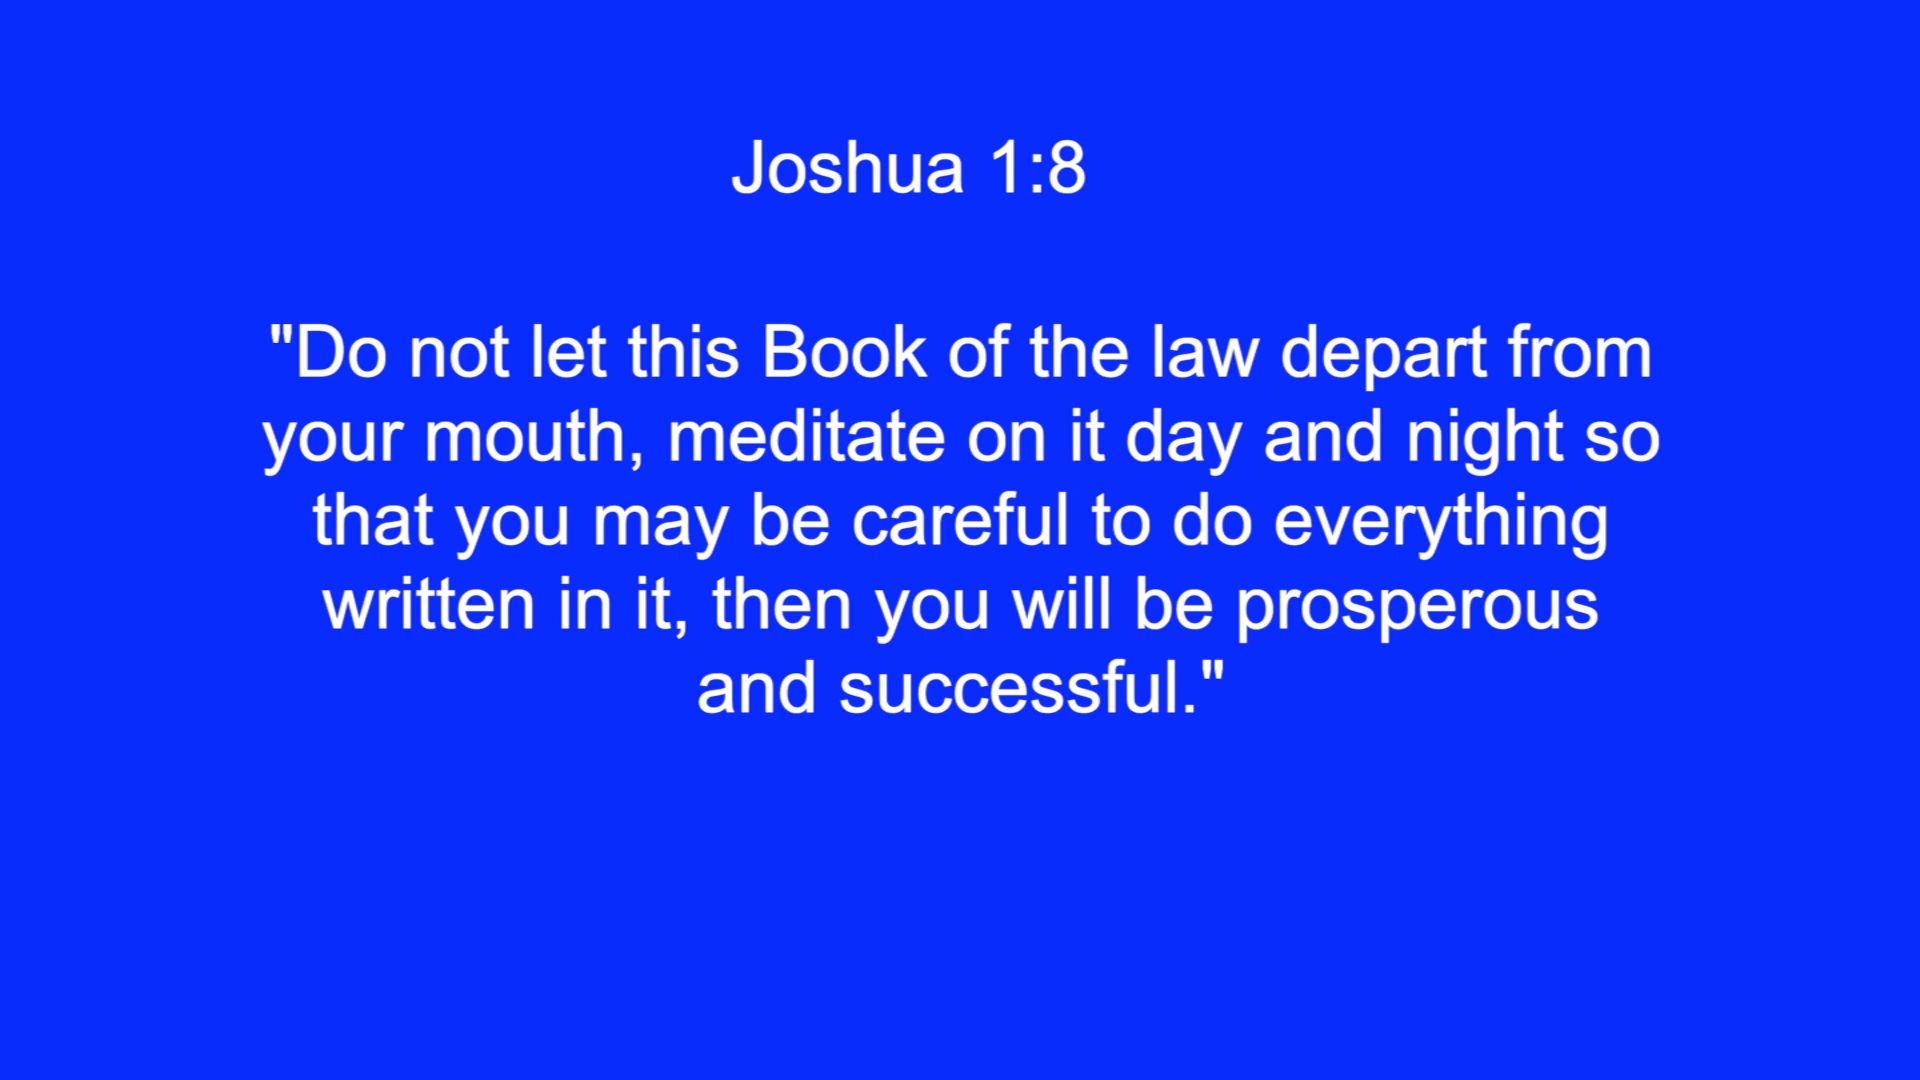 Joshua 1:8
"Do not let this Book of the law depart from
your mouth, meditate on it day and night so
that you may be careful to do everything
written in it, then you will be prosperous
and successful."